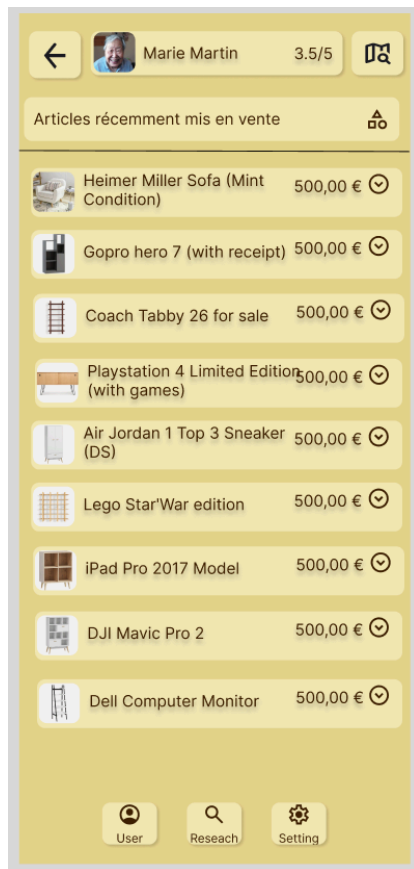 Marie Martin 3.5/5
Articles récemment mis en vente
Heimer Miller Sofa (Mint
Condition)
500,00 €
Gopro hero 7 (with receipt) 500,00 €
Coach Tabby 26 for sale 500,00 €
Playstation 4 Limited Edition
(with games)
500,00 €
Air Jordan 1 Top 3 Sneaker
(DS)
500,00 €
Lego Star'War edition 500,00 €
iPad Pro 2017 Model 500,00 €
DJI Mavic Pro 2 500,00 €
Dell Computer Monitor 500,00 €
User Reseach Setting